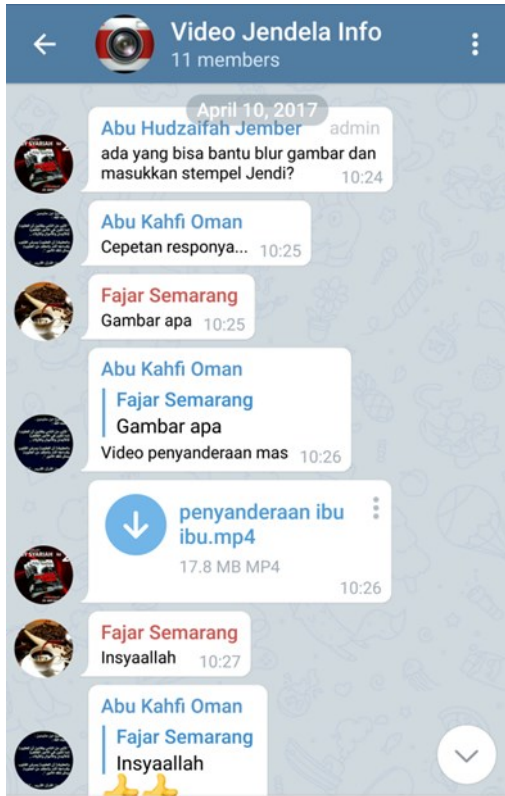 Video Jendela Info
11 members
April 10, 2017
Abu Hudzaifah Jember admin
ada yang bisa bantu blur gambar dan
masukkan stempel Jendi? 10:24
Abu Kahfi Oman
Cepetan responya... 10:25
Fajar Semarang
Gambar apa 10:25
Abu Kahfi Oman
Fajar Semarang
Gambar apa
Video penyanderaan mas 10:26
penyanderaan ibu
ibu.mp4
17.8 MB MP4
10:26
Fajar Semarang
Insyaallah 10:27
Abu Kahfi Oman
Fajar Semarang
Insyaallah